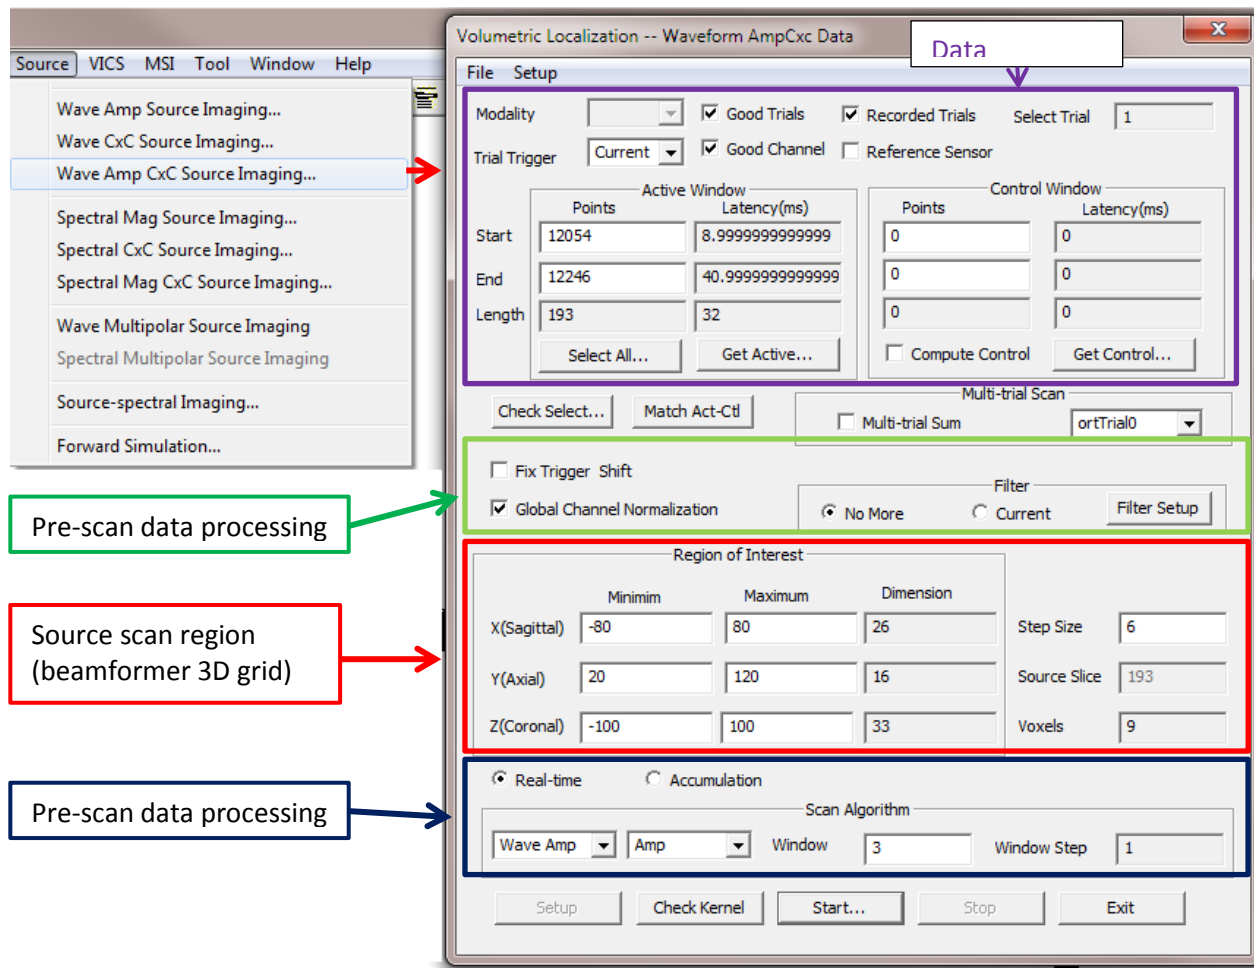 Source VICS MSI Tool Window Help
Wave Amp Source Imaging...
Wave CxC Source Imaging...
Wave Amp CxC Source Imaging...
Spectral Mag Source Imaging...
Spectral CxC Source Imaging...
Spectral Mag CxC Source Imaging...
Wave Multipolar Source Imaging
Spectral Multipolar Source Imaging
Source-spectral Imaging...
Forward Simulation...
Pre-scan data processing
Source scan region
(beamformer 3D grid)
Pre-scan data processing
Volumetric Localization -- Waveform AmpCxc Data
Data
File Setup
Modality Good Trials Recorded Trials Select Trial 1
Trial Trigger Current Good Channel Reference Sensor
Active Window Control Window
Points Latency(ms) Points Latency(ms)
Start 12054 8.9999999999999 0 0
End 12246 40.9999999999999 0 0
Length 193 32 0 0
Select All... Get Active... Compute Control Get Control...
Check Select... Match Act-Ctl
Multi-trial Scan
Multi-trial Sum ortTrial0
Fix Trigger Shift
Filter
Global Channel Normalization No More Current Filter Setup
Region of Interest
Minimim Maximum Dimension
X(Sagittal) -80 80 26 Step Size 6
Y(Axial) 20 120 16 Source Slice 193
Z(Coronal) -100 100 33 Voxels 9
Real-time Accumulation
Scan Algorithm
Wave Amp Amp Window 3 Window Step 1
Setup Check Kernel Start... Stop Exit